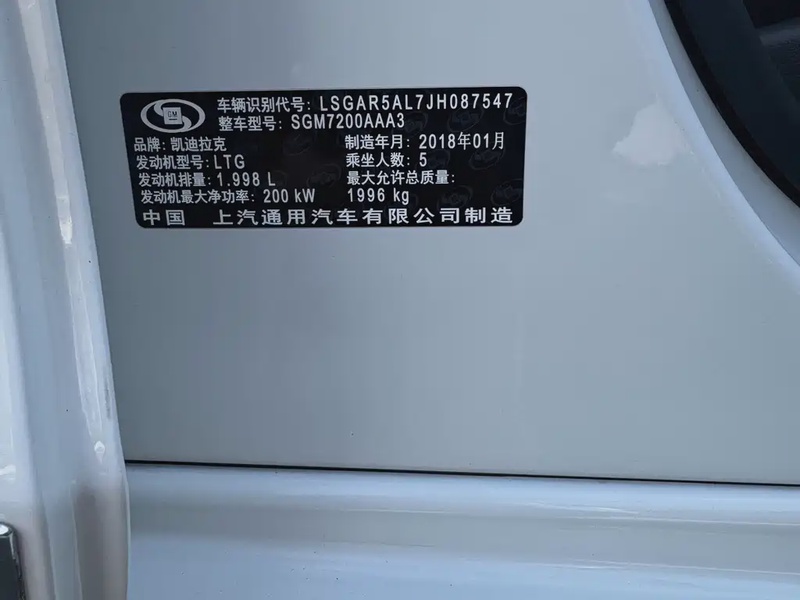 GM
车辆识别代号: LSGAR5AL7JH087547
整车型号: SGM7200AAA3
品牌: 凯迪拉克 制造年月: 2018年01月
发动机型号: LTG 乘坐人数: 5
发动机排量: 1.998 L 最大允许总质量:
发动机最大净功率: 200 kW 1996 kg
中国 上汽通用汽车有限公司制造